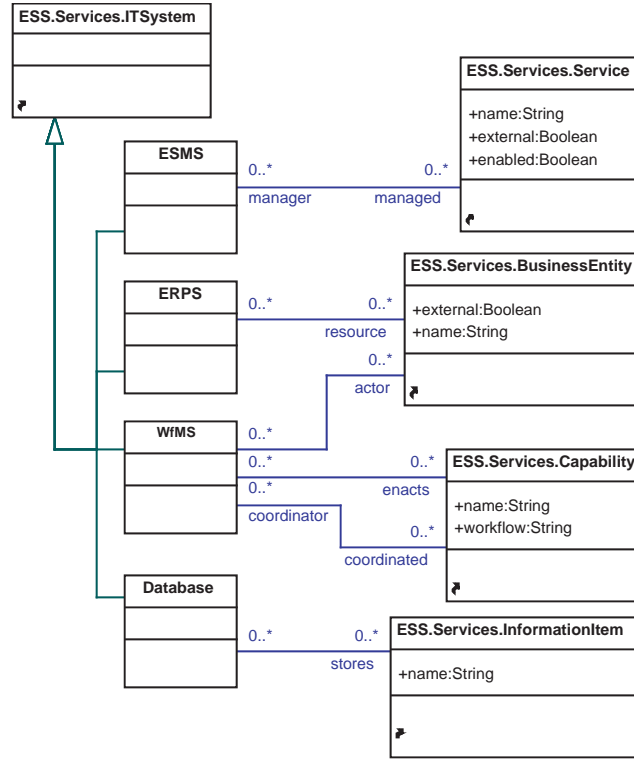 ESS.Services.ITSystem
ESS.Services.Service
+name:String
+external:Boolean
+enabled:Boolean
ESMS
0..*
0..*
manager
managed
ESS.Services.BusinessEntity
+external:Boolean
+name:String
ERPS
0..*
0..*
resource
0..*
actor
WfMS
0..*
0..*
0..*
coordinator
ESS.Services.Capability
+name:String
+workflow:String
0..*
enacts
0..*
coordinated
Database
0..*
0..*
stores
ESS.Services.InformationItem
+name:String